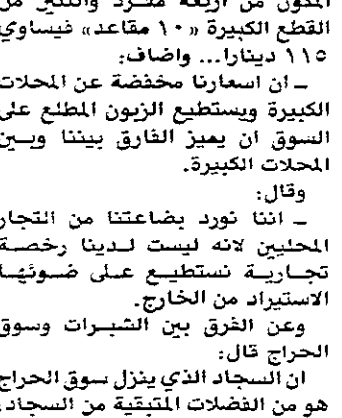 المكون من اربعة مفرد واثنين من
القطع الكبيرة «١٠ مقاعد» فيساوي
١١٥ دينارا... واضاف:
ـ ان اسعارنا مخفضة عن المحلات
الكبيرة ويستطيع الزبون المطلع على
السوق ان يميز الفارق بيننا وبين
المحلات الكبيرة.
وقال:
ـ اننا نورد بضاعتنا من التجار
المحليين لانه ليست لدينا رخصة
تجارية نستطيع على ضوئها
الاستيراد من الخارج.
وعن الفرق بين الشبرات وسوق
الحراج قال:
ان السجاد الذي ينزل سوق الحراج
هو من الفضلات المتبقية من السجاد،